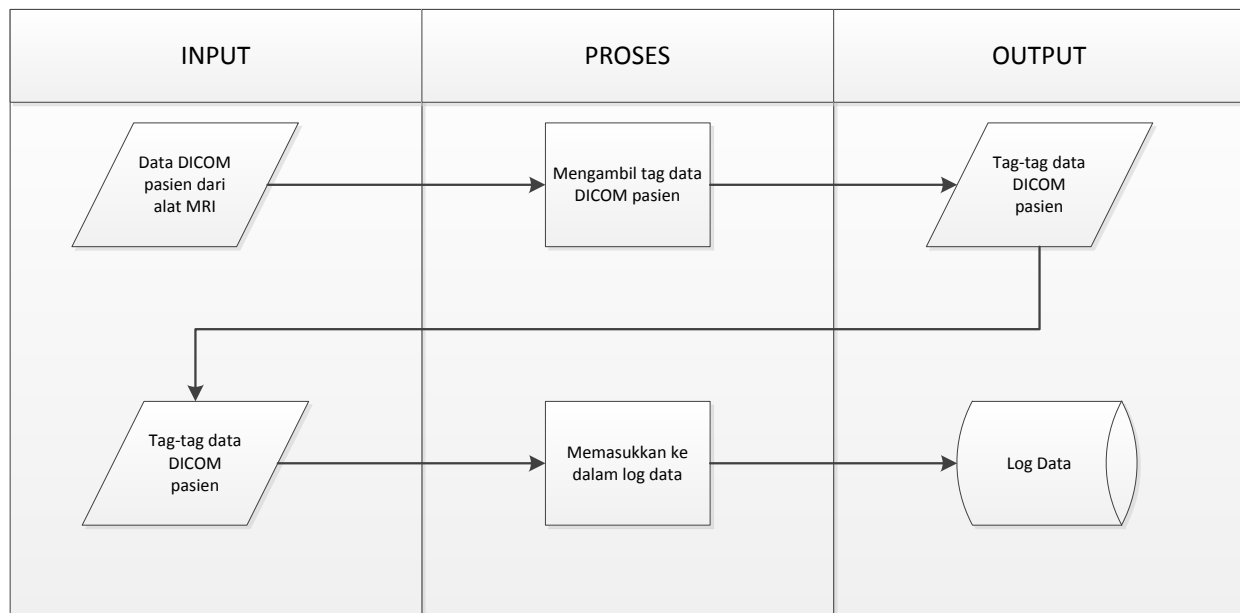 INPUT
PROSES
OUTPUT
Data DICOM
pasien dari
alat MRI
Mengambil tag data
DICOM pasien
Tag-tag data
DICOM
pasien
Tag-tag data
DICOM
pasien
Memasukkan ke
dalam log data
Log Data